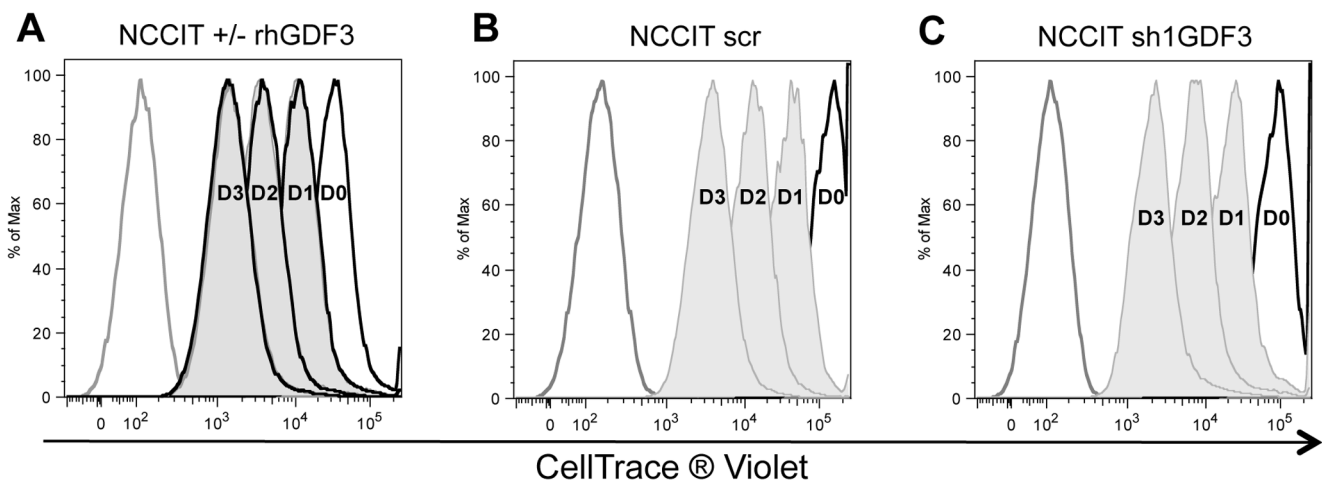 A
NCCIT +/- rhGDF3
% of Max
100
80
60
40
20
0
D3 D2 D1 D0
0 10² 10³ 10⁴ 10⁵
B
NCCIT scr
% of Max
100
80
60
40
20
0
D3 D2 D1 D0
0 10² 10³ 10⁴ 10⁵
C
NCCIT sh1GDF3
% of Max
100
80
60
40
20
0
D3 D2 D1 D0
0 10² 10³ 10⁴ 10⁵
CellTrace ® Violet